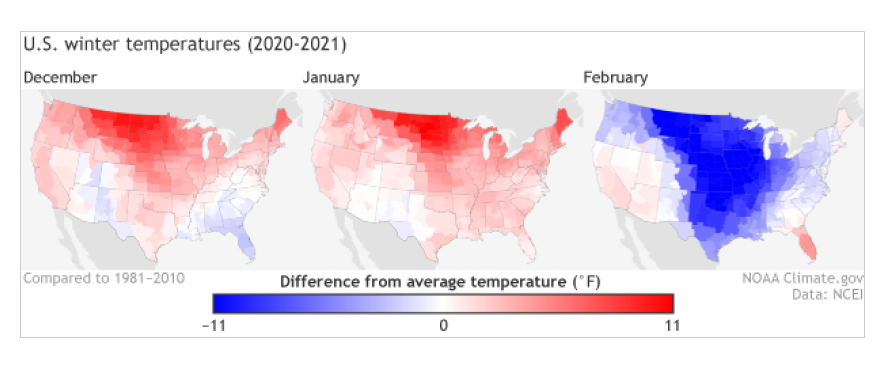 U.S. winter temperatures (2020-2021)
December
January
February
Compared to 1981–2010
Difference from average temperature (°F)
NOAA Climate.gov
Data: NCEI
−11
0
11